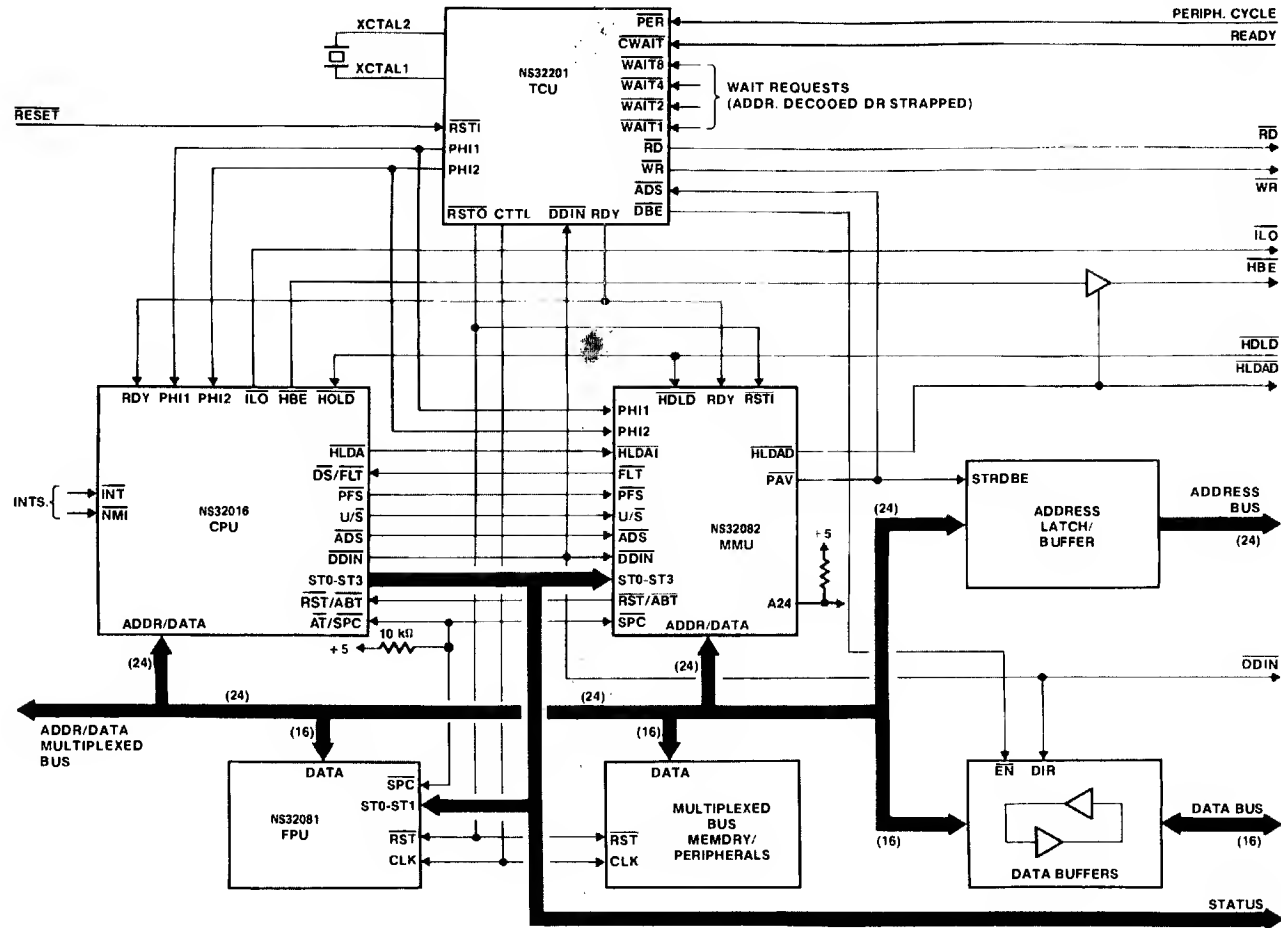 XCTAL2
XCTAL1
NS32201
TCU
PER
CWAIT
WAIT8
WAIT4
WAIT2
WAIT1
RD
WR
ADS
DBE
RSTI
PHI1
PHI2
RSTO CTTL DDIN RDY
WAIT REQUESTS
(ADDR. DECOOED DR STRAPPED)
PERIPH. CYCLE
READY
RESET
RD
WR
ILO
HBE
HDLD
HLDAD
RDY PHI1 PHI2 ILO HBE HOLD
HLDA
DS/FLT
PFS
U/S
ADS
DDIN
ST0-ST3
RST/ABT
AT/SPC
INTS.
INT
NMI
NS32016
CPU
ADDR/DATA
HDLD RDY RSTI
PHI1
PHI2
HLDAI
FLT
PFS
U/S
ADS
DDIN
ST0-ST3
RST/ABT
SPC
HLDAD
PAV
NS32082
MMU
A24
ADDR/DATA
+5
+5
10 kΩ
STRDBE
ADDRESS
LATCH/
BUFFER
ADDRESS
BUS
(24)
(24)
(24)
(24)
(24)
(24)
ODIN
ADDR/DATA
MULTIPLEXED
BUS
(16)
(16)
DATA
SPC
ST0-ST1
NS32081
FPU
RST
CLK
DATA
MULTIPLEXED
BUS
MEMDRY/
PERIPHERALS
RST
CLK
EN DIR
(16)
DATA BUFFERS
DATA BUS
(16)
STATUS